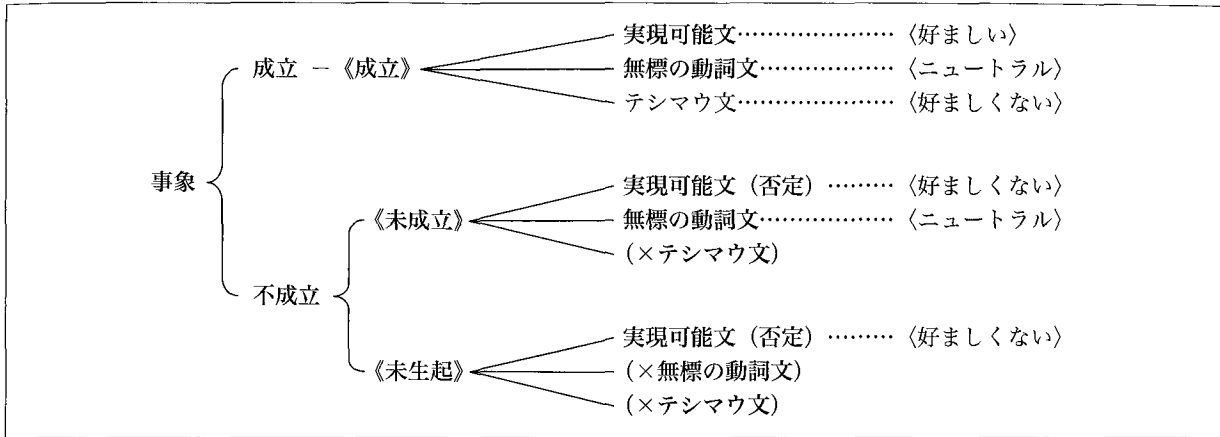 実現可能文…………………〈好ましい〉
成立 − 《成立》 無標の動詞文………………〈ニュートラル〉
テシマウ文…………………〈好ましくない〉
事象
実現可能文(否定)………〈好ましくない〉
《未成立》 無標の動詞文………………〈ニュートラル〉
(×テシマウ文)
不成立
実現可能文(否定)………〈好ましくない〉
《未生起》 (×無標の動詞文)
(×テシマウ文)